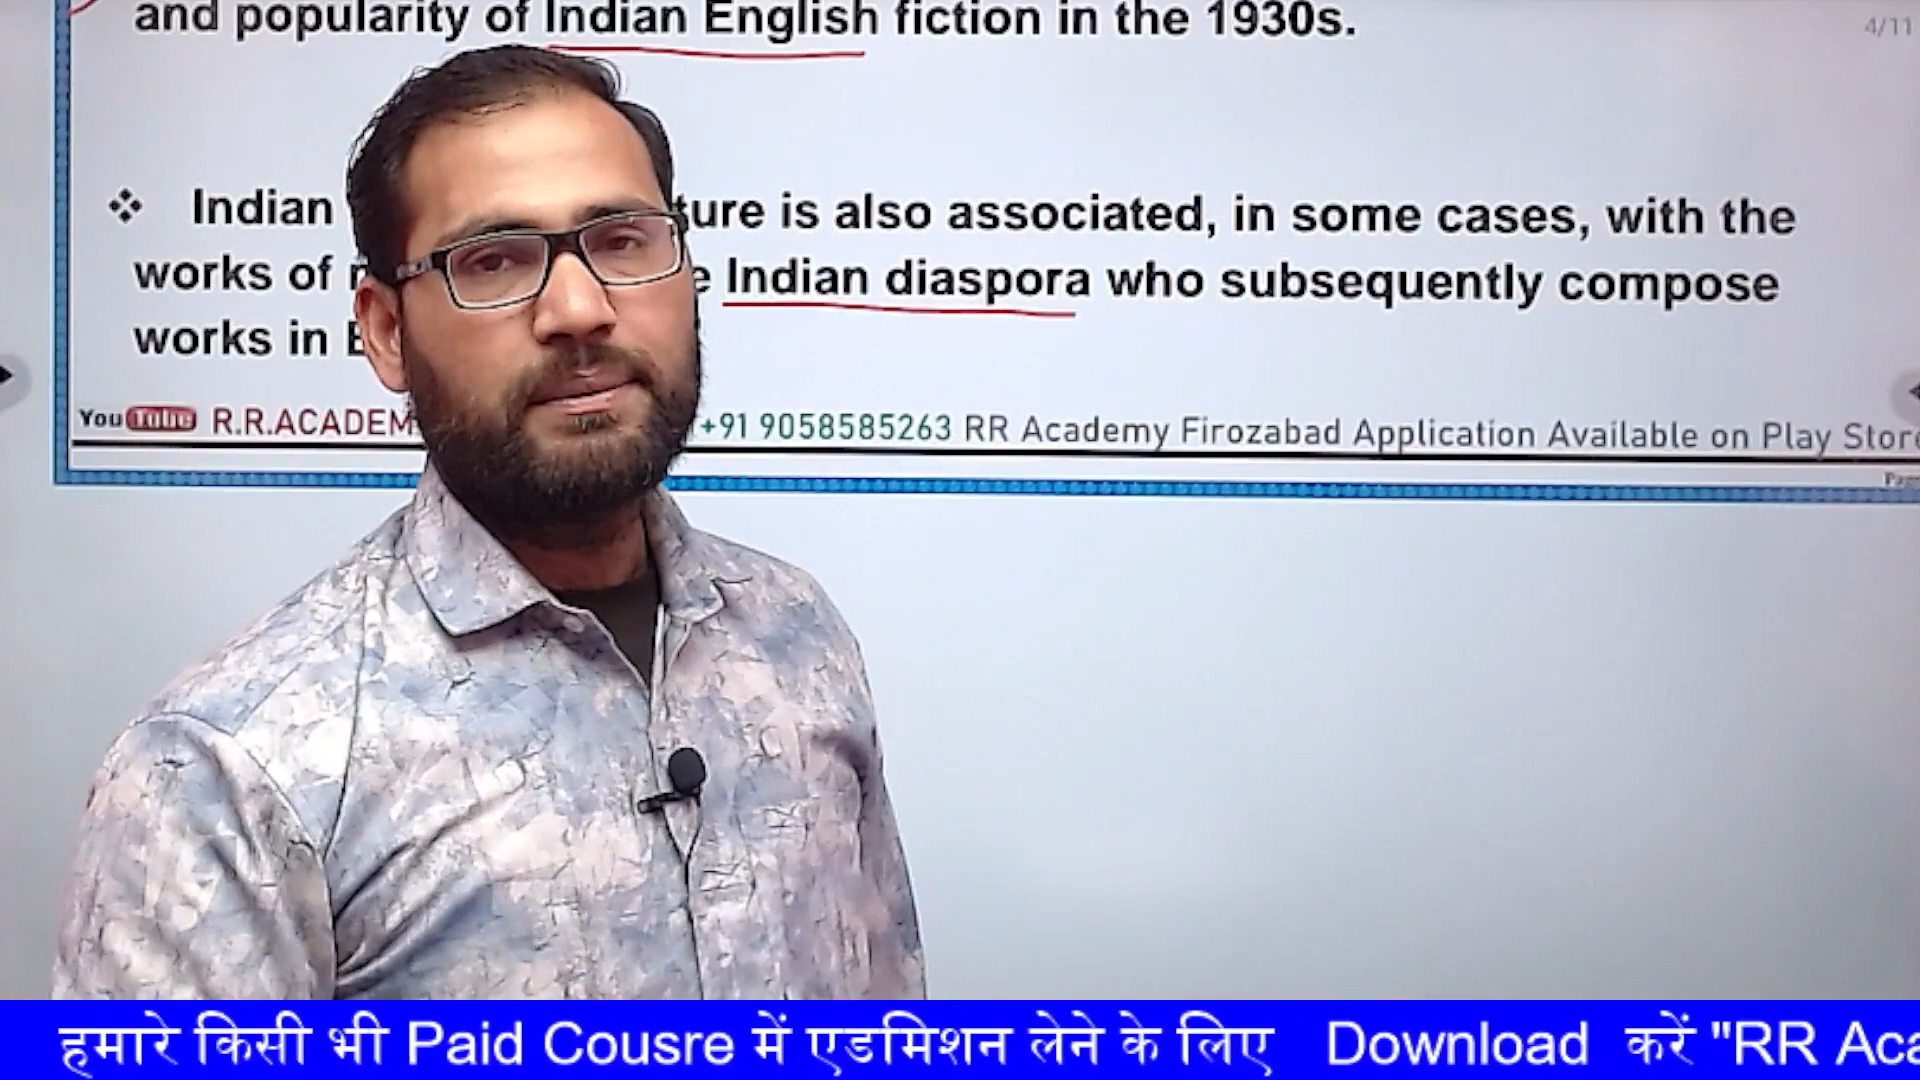 and popularity of Indian English fiction in the 1930s.
4/11
❖ Indian ture is also associated, in some cases, with the
works of e Indian diaspora who subsequently compose
works in E
YouTube R.R.ACADEM +91 9058585263 RR Academy Firozabad Application Available on Play Store
Page
हमारे किसी भी Paid Cousre में एडमिशन लेने के लिए Download करें "RR Aca